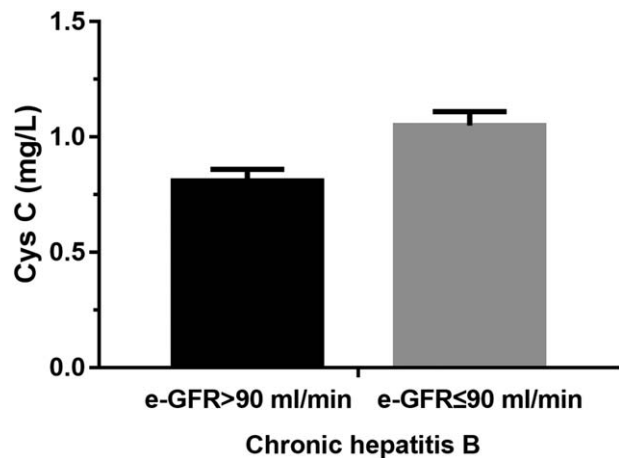 Cys C (mg/L)
1.5
1.0
0.5
0.0
e-GFR>90 ml/min e-GFR≤90 ml/min
Chronic hepatitis B